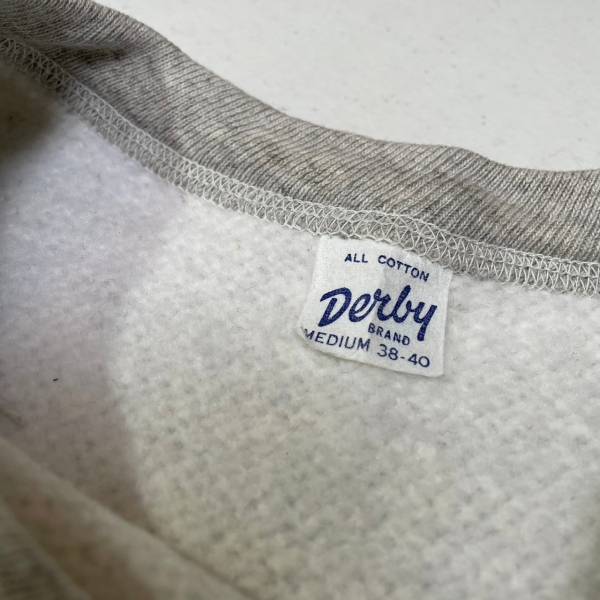 ALL COTTON
Derby
BRAND
MEDIUM 38-40